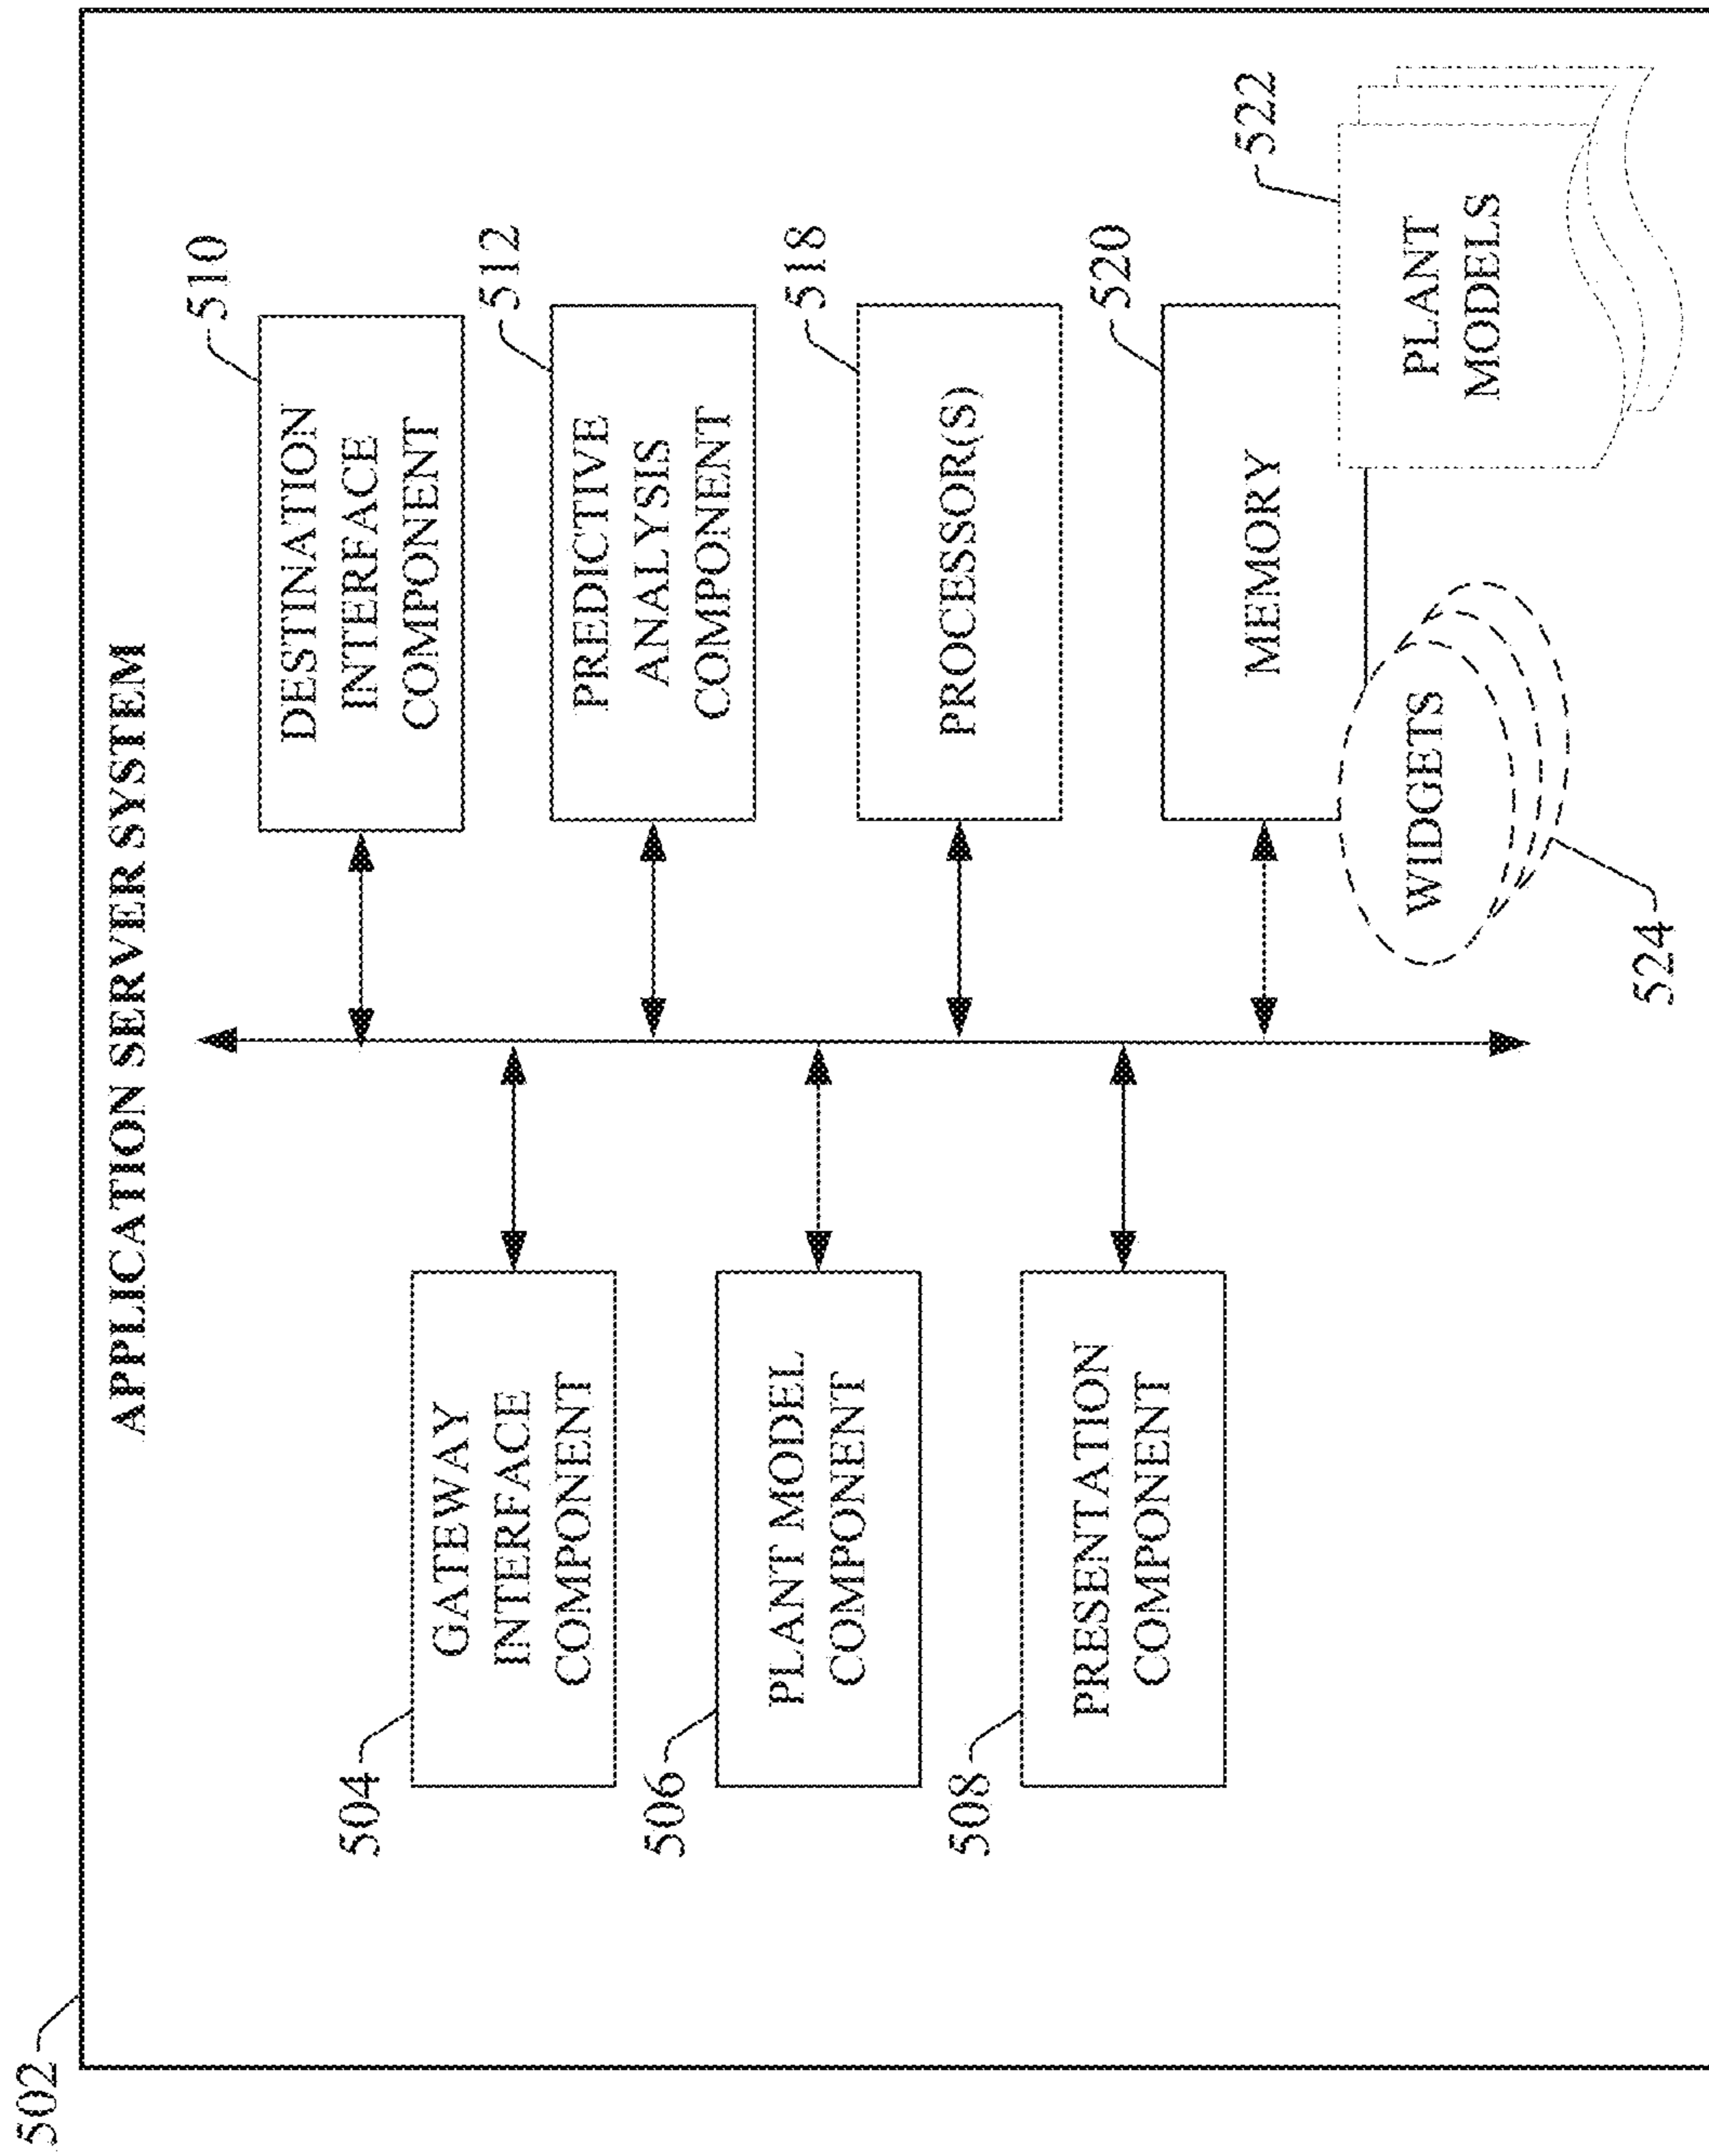 502
APPLICATION SERVER SYSTEM
504
GATEWAY
INTERFACE
COMPONENT
506
PLANT MODEL
COMPONENT
508
PRESENTATION
COMPONENT
510
DESTINATION
INTERFACE
COMPONENT
512
PREDICTIVE
ANALYSIS
COMPONENT
518
PROCESSOR(S)
520
MEMORY
522
PLANT
MODELS
WIDGETS
524